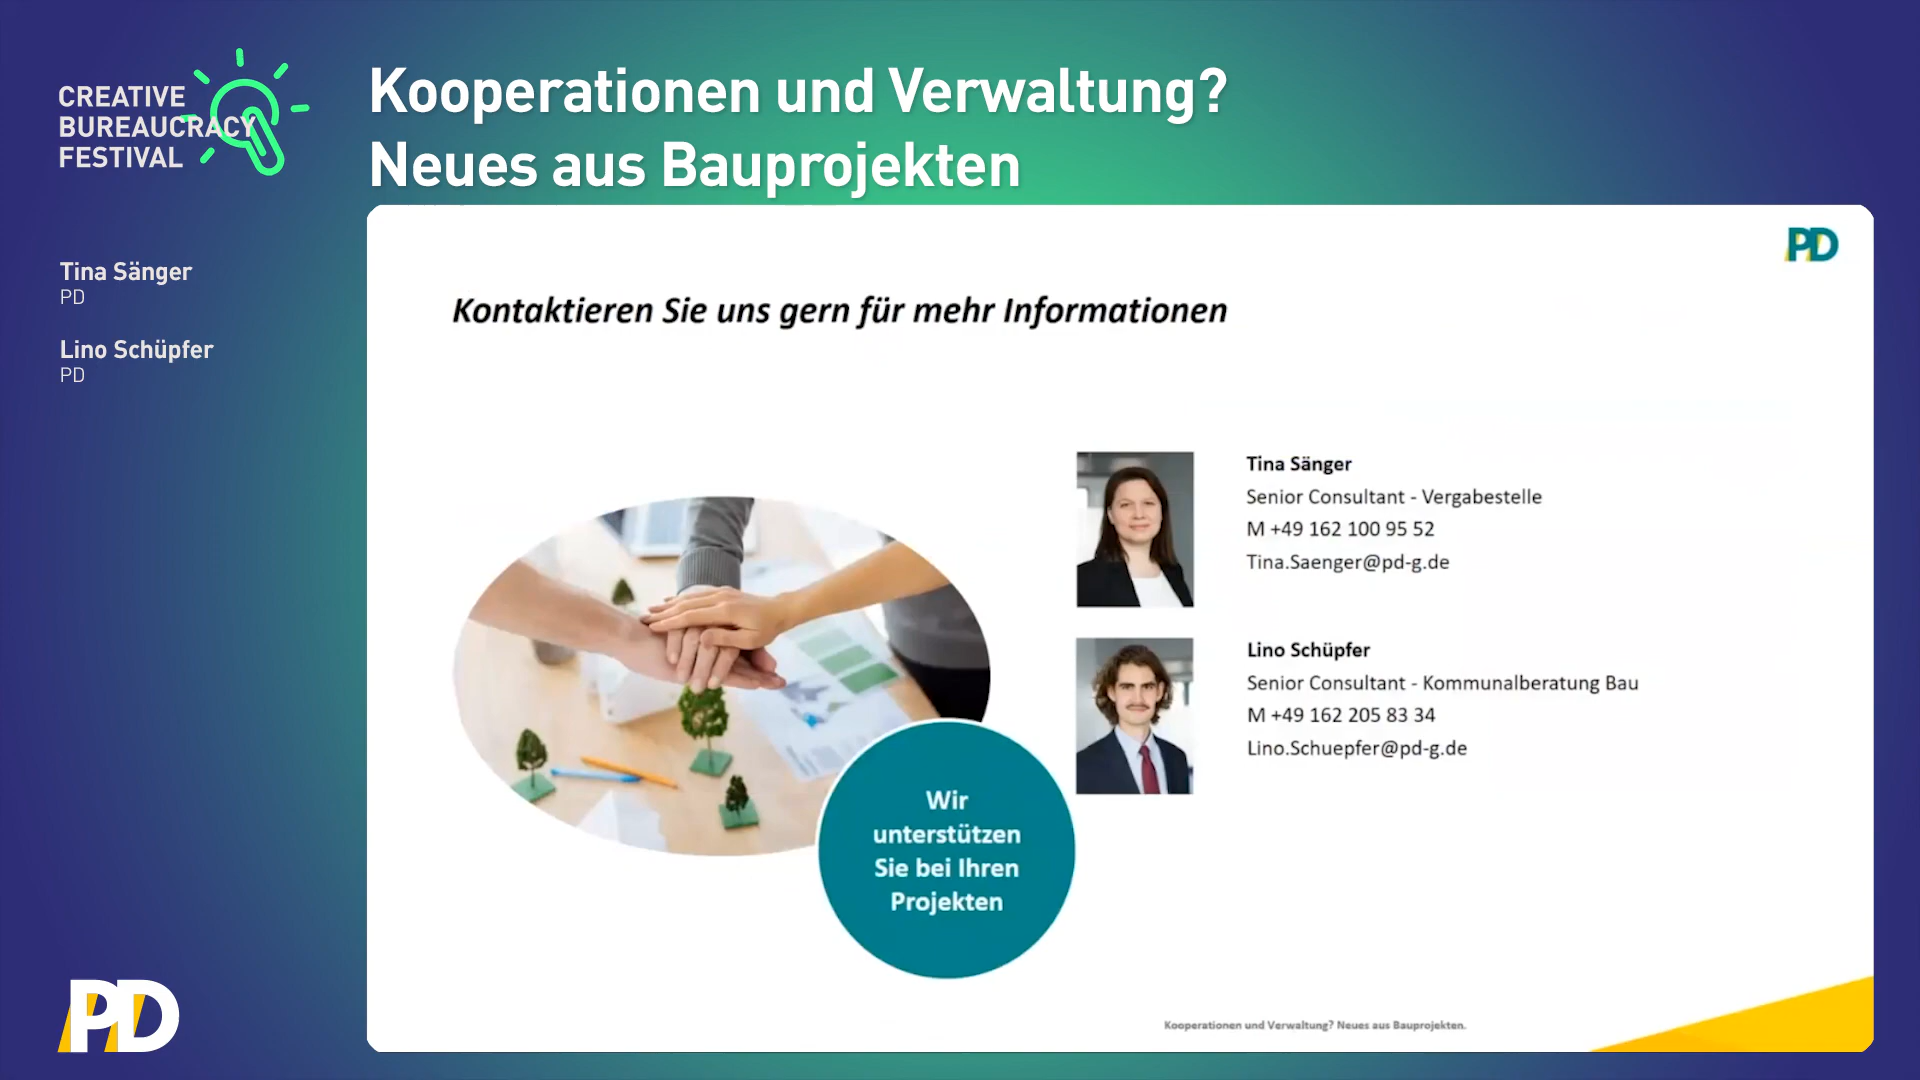 CREATIVE
BUREAUCRACY
FESTIVAL
Kooperationen und Verwaltung?
Neues aus Bauprojekten
Tina Sänger
PD
Lino Schüpfer
PD
PD
Kontaktieren Sie uns gern für mehr Informationen
Tina Sänger
Senior Consultant - Vergabestelle
M +49 162 100 95 52
Tina.Saenger@pd-g.de
Lino Schüpfer
Senior Consultant - Kommunalberatung Bau
M +49 162 205 83 34
Lino.Schuepfer@pd-g.de
Wir
unterstützen
Sie bei Ihren
Projekten
Kooperationen und Verwaltung? Neues aus Bauprojekten.
PD